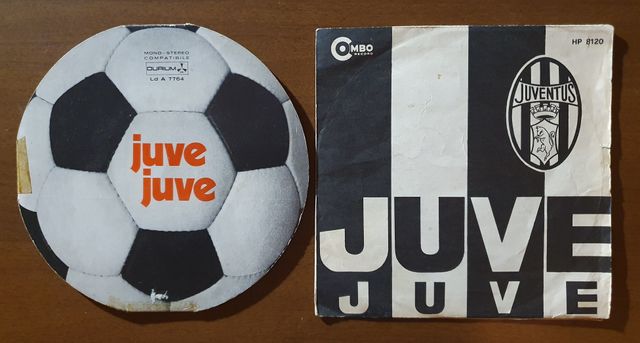 MONO-STEREO
COMPATIBILE
DURIUM
Ld A 7764
juve
juve
COMBO
RECORD
HP 8120
JUVENTUS
JUVE
JUVE